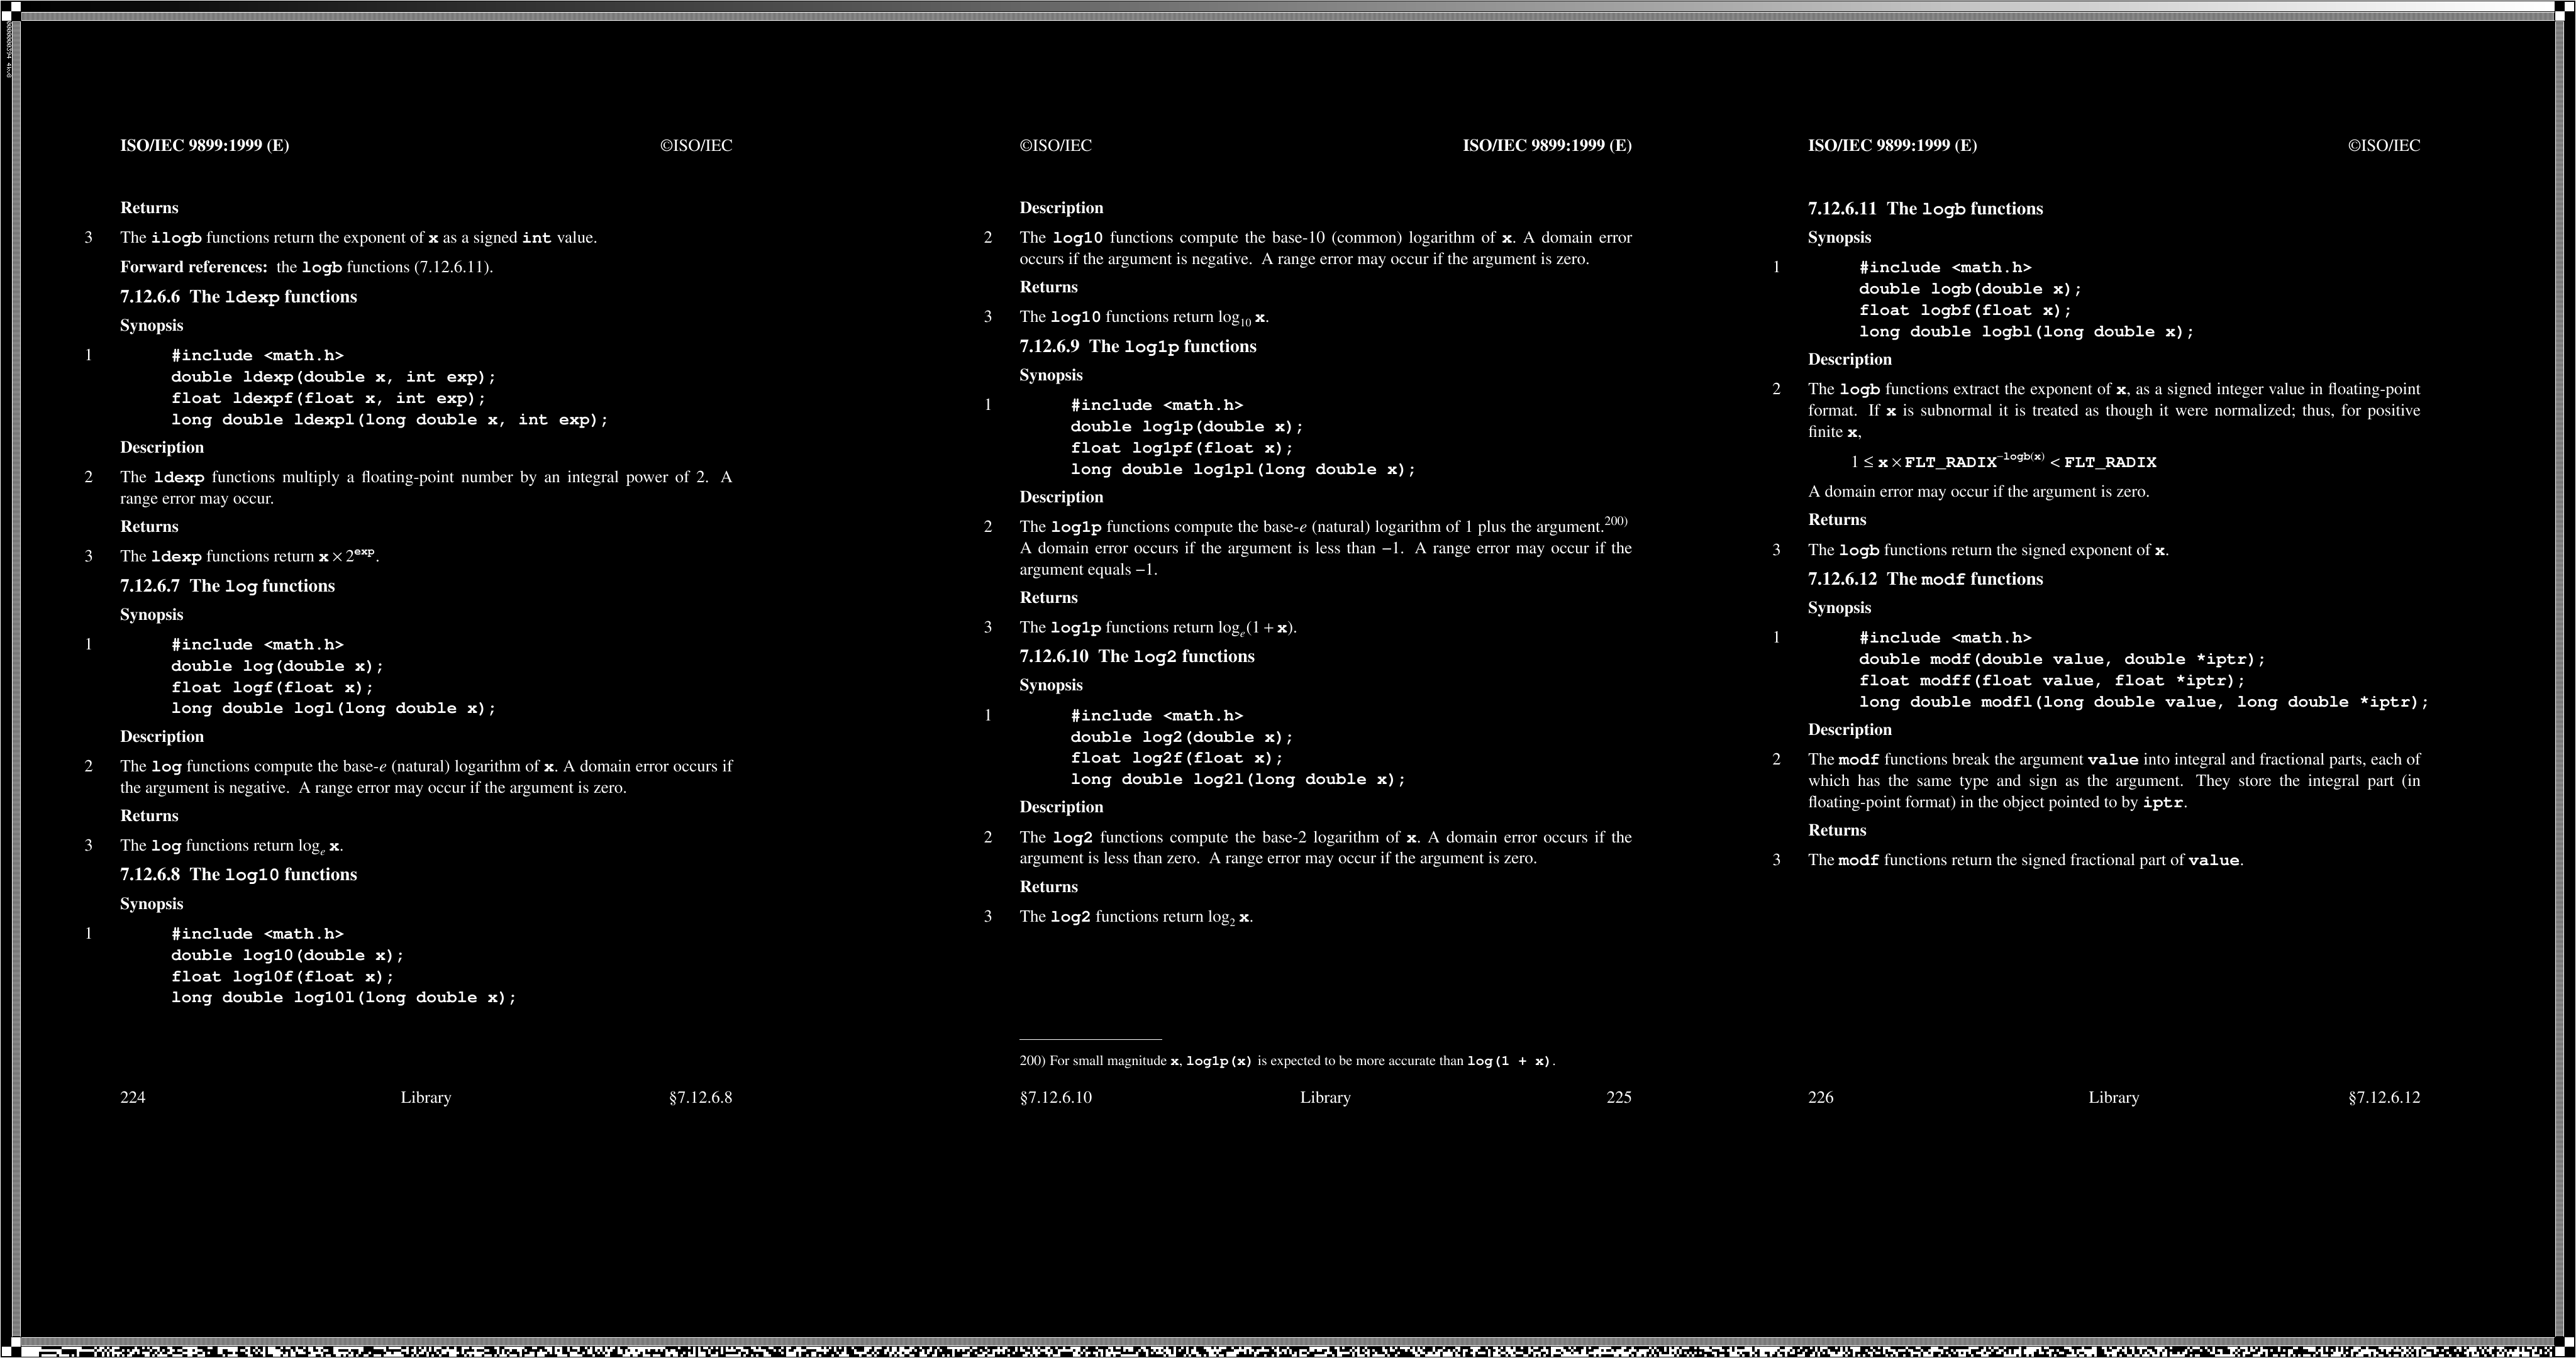 ISO/IEC 9899:1999 (E) ©ISO/IEC
Returns
3 The ilogb functions return the exponent of x as a signed int value.
Forward references: the logb functions (7.12.6.11).
7.12.6.6 The ldexp functions
Synopsis
1 #include <math.h>
double ldexp(double x, int exp);
float ldexpf(float x, int exp);
long double ldexpl(long double x, int exp);
Description
2 The ldexp functions multiply a floating-point number by an integral power of 2. A
range error may occur.
Returns
3 The ldexp functions return x × 2^exp.
7.12.6.7 The log functions
Synopsis
1 #include <math.h>
double log(double x);
float logf(float x);
long double logl(long double x);
Description
2 The log functions compute the base-e (natural) logarithm of x. A domain error occurs if
the argument is negative. A range error may occur if the argument is zero.
Returns
3 The log functions return log_e x.
7.12.6.8 The log10 functions
Synopsis
1 #include <math.h>
double log10(double x);
float log10f(float x);
long double log10l(long double x);
224 Library §7.12.6.8
©ISO/IEC ISO/IEC 9899:1999 (E)
Description
2 The log10 functions compute the base-10 (common) logarithm of x. A domain error
occurs if the argument is negative. A range error may occur if the argument is zero.
Returns
3 The log10 functions return log_10 x.
7.12.6.9 The log1p functions
Synopsis
1 #include <math.h>
double log1p(double x);
float log1pf(float x);
long double log1pl(long double x);
Description
2 The log1p functions compute the base-e (natural) logarithm of 1 plus the argument.200)
A domain error occurs if the argument is less than −1. A range error may occur if the
argument equals −1.
Returns
3 The log1p functions return log_e(1 + x).
7.12.6.10 The log2 functions
Synopsis
1 #include <math.h>
double log2(double x);
float log2f(float x);
long double log2l(long double x);
Description
2 The log2 functions compute the base-2 logarithm of x. A domain error occurs if the
argument is less than zero. A range error may occur if the argument is zero.
Returns
3 The log2 functions return log_2 x.
200) For small magnitude x, log1p(x) is expected to be more accurate than log(1 + x).
§7.12.6.10 Library 225
ISO/IEC 9899:1999 (E) ©ISO/IEC
7.12.6.11 The logb functions
Synopsis
1 #include <math.h>
double logb(double x);
float logbf(float x);
long double logbl(long double x);
Description
2 The logb functions extract the exponent of x, as a signed integer value in floating-point
format. If x is subnormal it is treated as though it were normalized; thus, for positive
finite x,
1 ≤ x × FLT_RADIX^−logb(x) < FLT_RADIX
A domain error may occur if the argument is zero.
Returns
3 The logb functions return the signed exponent of x.
7.12.6.12 The modf functions
Synopsis
1 #include <math.h>
double modf(double value, double *iptr);
float modff(float value, float *iptr);
long double modfl(long double value, long double *iptr);
Description
2 The modf functions break the argument value into integral and fractional parts, each of
which has the same type and sign as the argument. They store the integral part (in
floating-point format) in the object pointed to by iptr.
Returns
3 The modf functions return the signed fractional part of value.
226 Library §7.12.6.12